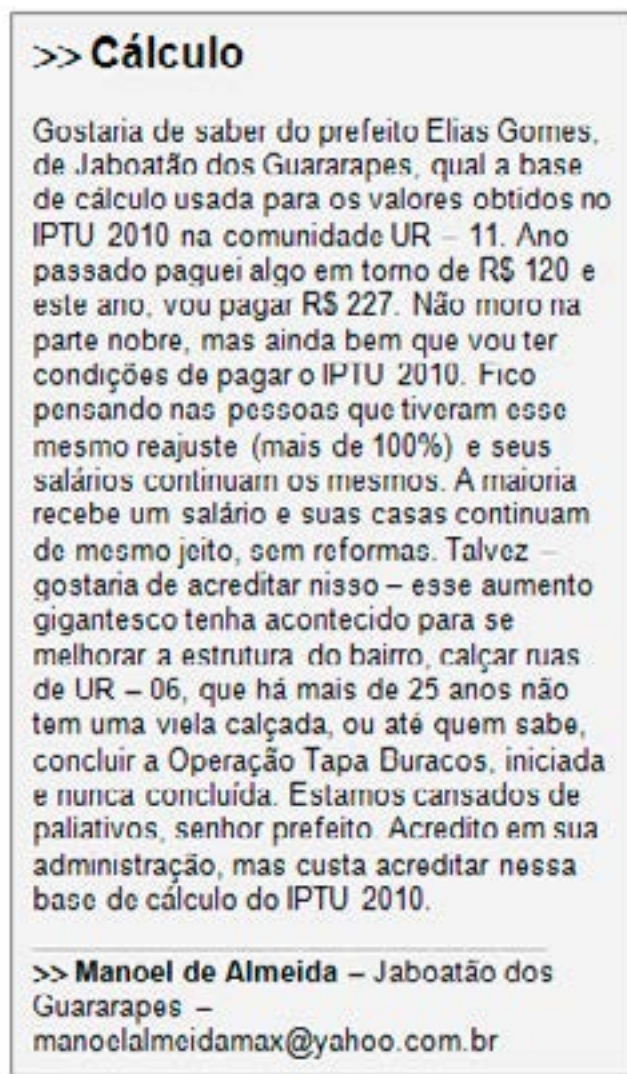 >> Cálculo
Gostaria de saber do prefeito Elias Gomes,
de Jaboatão dos Guararapes, qual a base
de cálculo usada para os valores obtidos no
IPTU 2010 na comunidade UR – 11. Ano
passado paguei algo em torno de R$ 120 e
este ano, vou pagar R$ 227. Não moro na
parte nobre, mas ainda bem que vou ter
condições de pagar o IPTU 2010. Fico
pensando nas pessoas que tiveram esse
mesmo reajuste (mais de 100%) e seus
salários continuam os mesmos. A maioria
recebe um salário e suas casas continuam
do mesmo jeito, sem reformas. Talvez –
gostaria de acreditar nisso – esse aumento
gigantesco tenha acontecido para se
melhorar a estrutura do bairro, calçar ruas
de UR – 06, que há mais de 25 anos não
tem uma viela calçada, ou até quem sabe,
concluir a Operação Tapa Buracos, iniciada
e nunca concluída. Estamos cansados de
paliativos, senhor prefeito. Acredito em sua
administração, mas custa acreditar nessa
base de cálculo do IPTU 2010.
>> Manoel de Almeida – Jaboatão dos
Guararapes –
manoelalmeidamax@yahoo.com.br